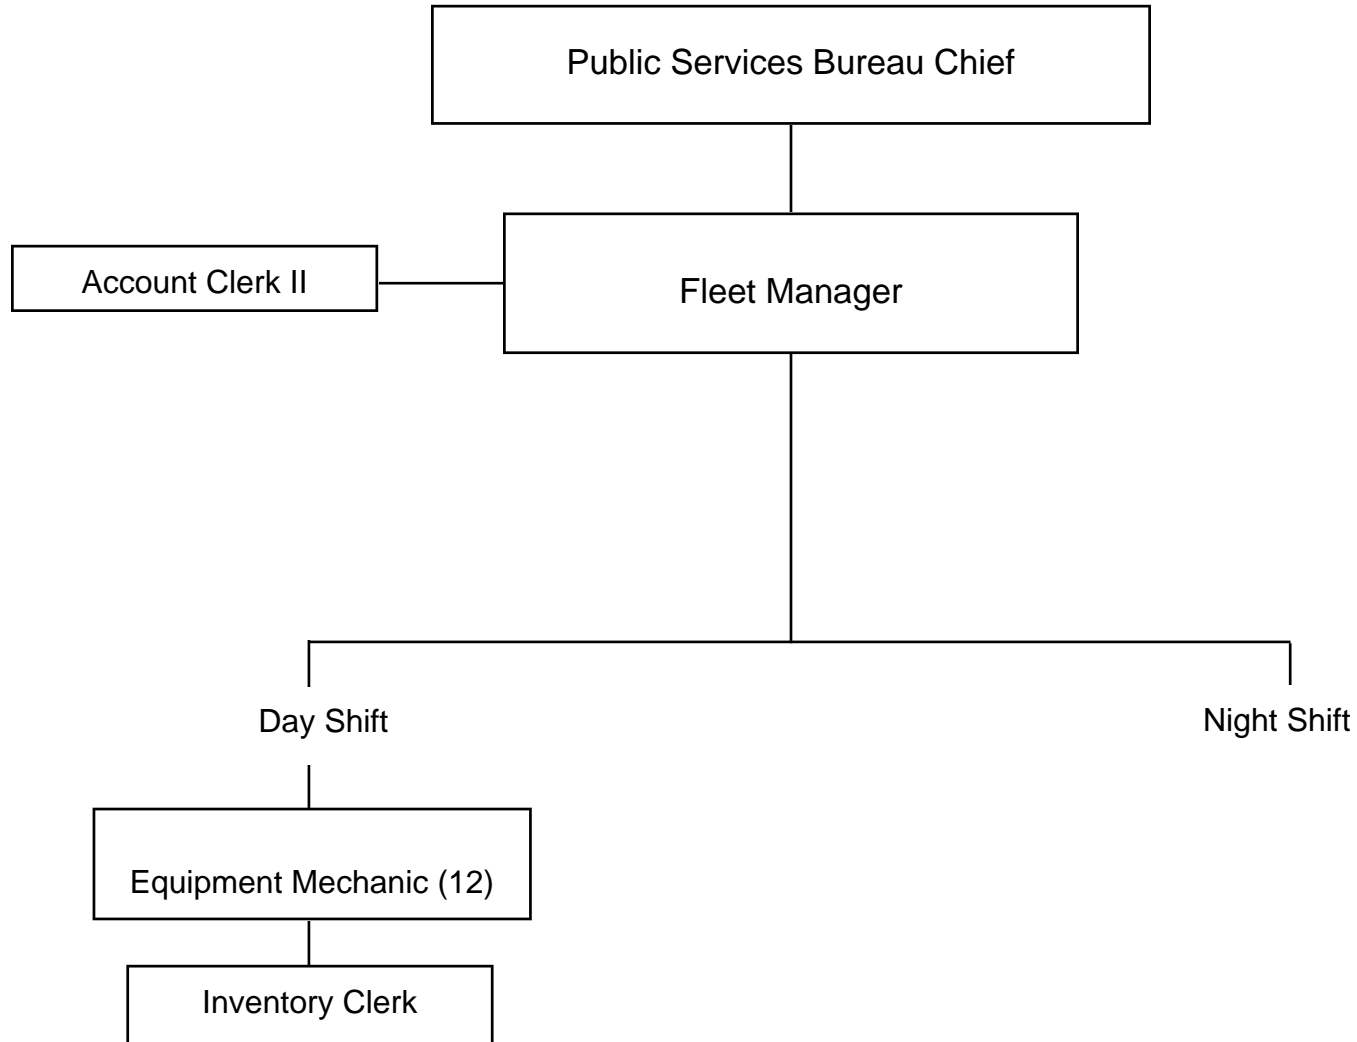 Public Services Bureau Chief
Account Clerk II
Fleet Manager
Day Shift
Night Shift
Equipment Mechanic (12)
Inventory Clerk